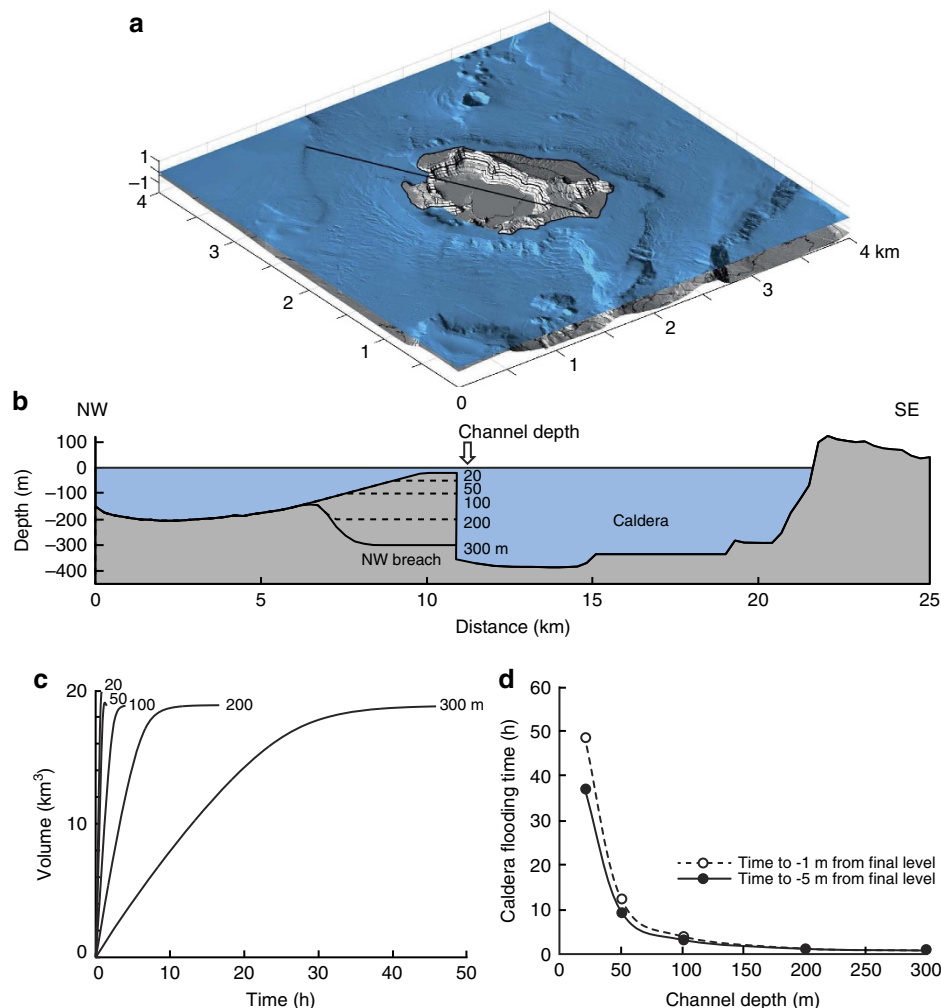 a
1
−1
4
3
2
1
0
1
2
3
4 km
b
NW
SE
Channel depth
100
0
−100
−200
−300
−400
Depth (m)
20
50
100
200
300 m
Caldera
NW breach
0
5
10
15
20
25
Distance (km)
c
20
10
0
Volume (km³)
20
50
100
200
300 m
0
10
20
30
40
50
Time (h)
d
60
50
40
30
20
10
0
Caldera flooding time (h)
Time to -1 m from final level
Time to -5 m from final level
0
50
100
150
200
250
300
Channel depth (m)